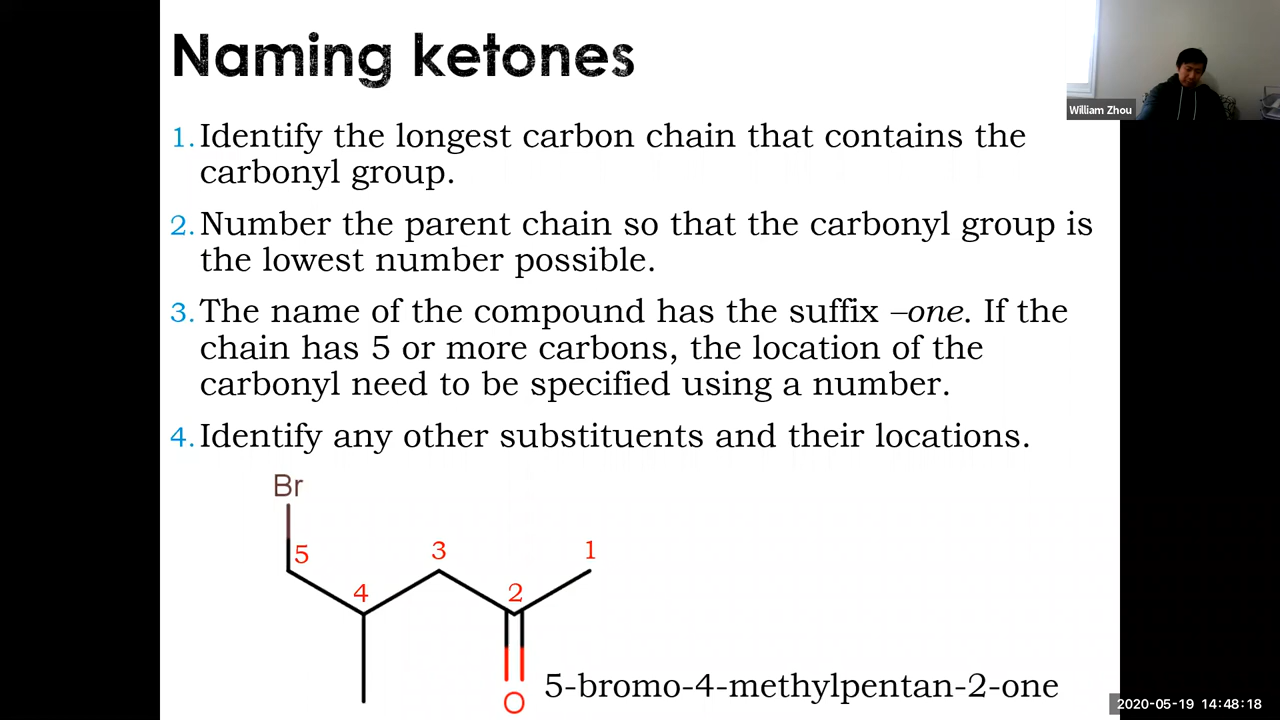 Naming ketones
William Zhou
1. Identify the longest carbon chain that contains the
carbonyl group.
2. Number the parent chain so that the carbonyl group is
the lowest number possible.
3. The name of the compound has the suffix –one. If the
chain has 5 or more carbons, the location of the
carbonyl need to be specified using a number.
4. Identify any other substituents and their locations.
Br
5 3 1
4 2
O
5-bromo-4-methylpentan-2-one
2020-05-19 14:48:18